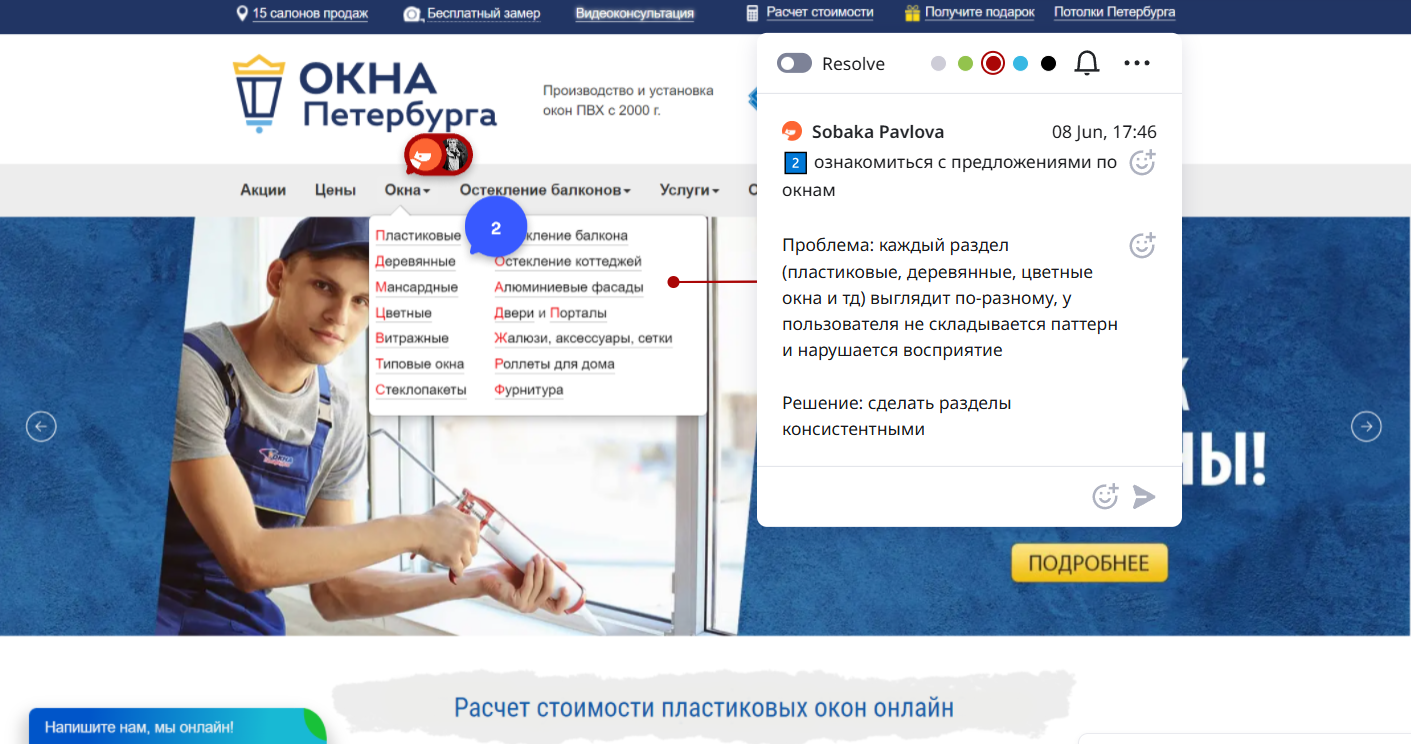 15 салонов продаж
Бесплатный замер
Видеоконсультация
Расчет стоимости
Получите подарок
Потолки Петербурга
ОКНА
Петербурга
Производство и установка
окон ПВХ с 2000 г.
Акции
Цены
Окна
Остекление балконов
Услуги
Пластиковые
Деревянные
Мансардные
Цветные
Витражные
Типовые окна
Стеклопакеты
2
балкона
Остекление коттеджей
Алюминиевые фасады
Двери и Порталы
Жалюзи, аксессуары, сетки
Роллеты для дома
Фурнитура
Resolve
Sobaka Pavlova
08 Jun, 17:46
2 ознакомиться с предложениями по
окнам
Проблема: каждый раздел
(пластиковые, деревянные, цветные
окна и тд) выглядит по-разному, у
пользователя не складывается паттерн
и нарушается восприятие
Решение: сделать разделы
консистентными
НЫ!
ПОДРОБНЕЕ
Расчет стоимости пластиковых окон онлайн
Напишите нам, мы онлайн!